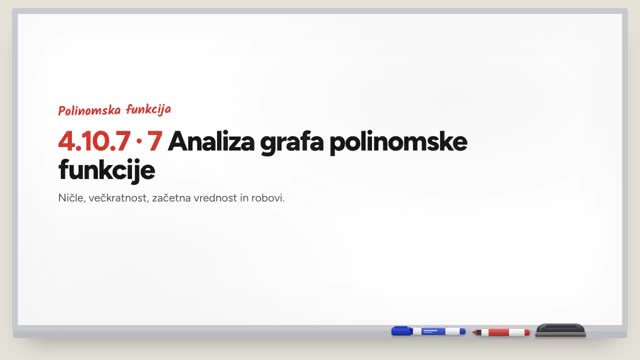 Polinomska funkcija
4.10.7 · 7 Analiza grafa polinomske
funkcije
Ničle, večkratnost, začetna vrednost in robovi.